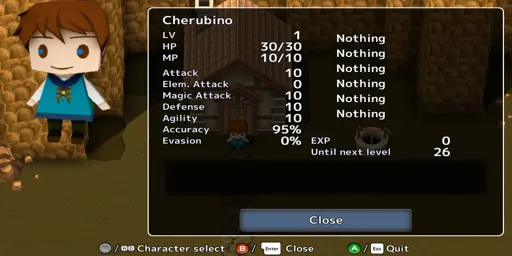 Cherubino
LV 1
HP 30/30
MP 10/10
Attack 10
Elem. Attack 0
Magic Attack 10
Defense 10
Agility 10
Accuracy 95%
Evasion 0%
Nothing
Nothing
Nothing
Nothing
Nothing
Nothing
EXP 0
Until next level 26
Close
Character select B / Enter Close A / Esc Quit